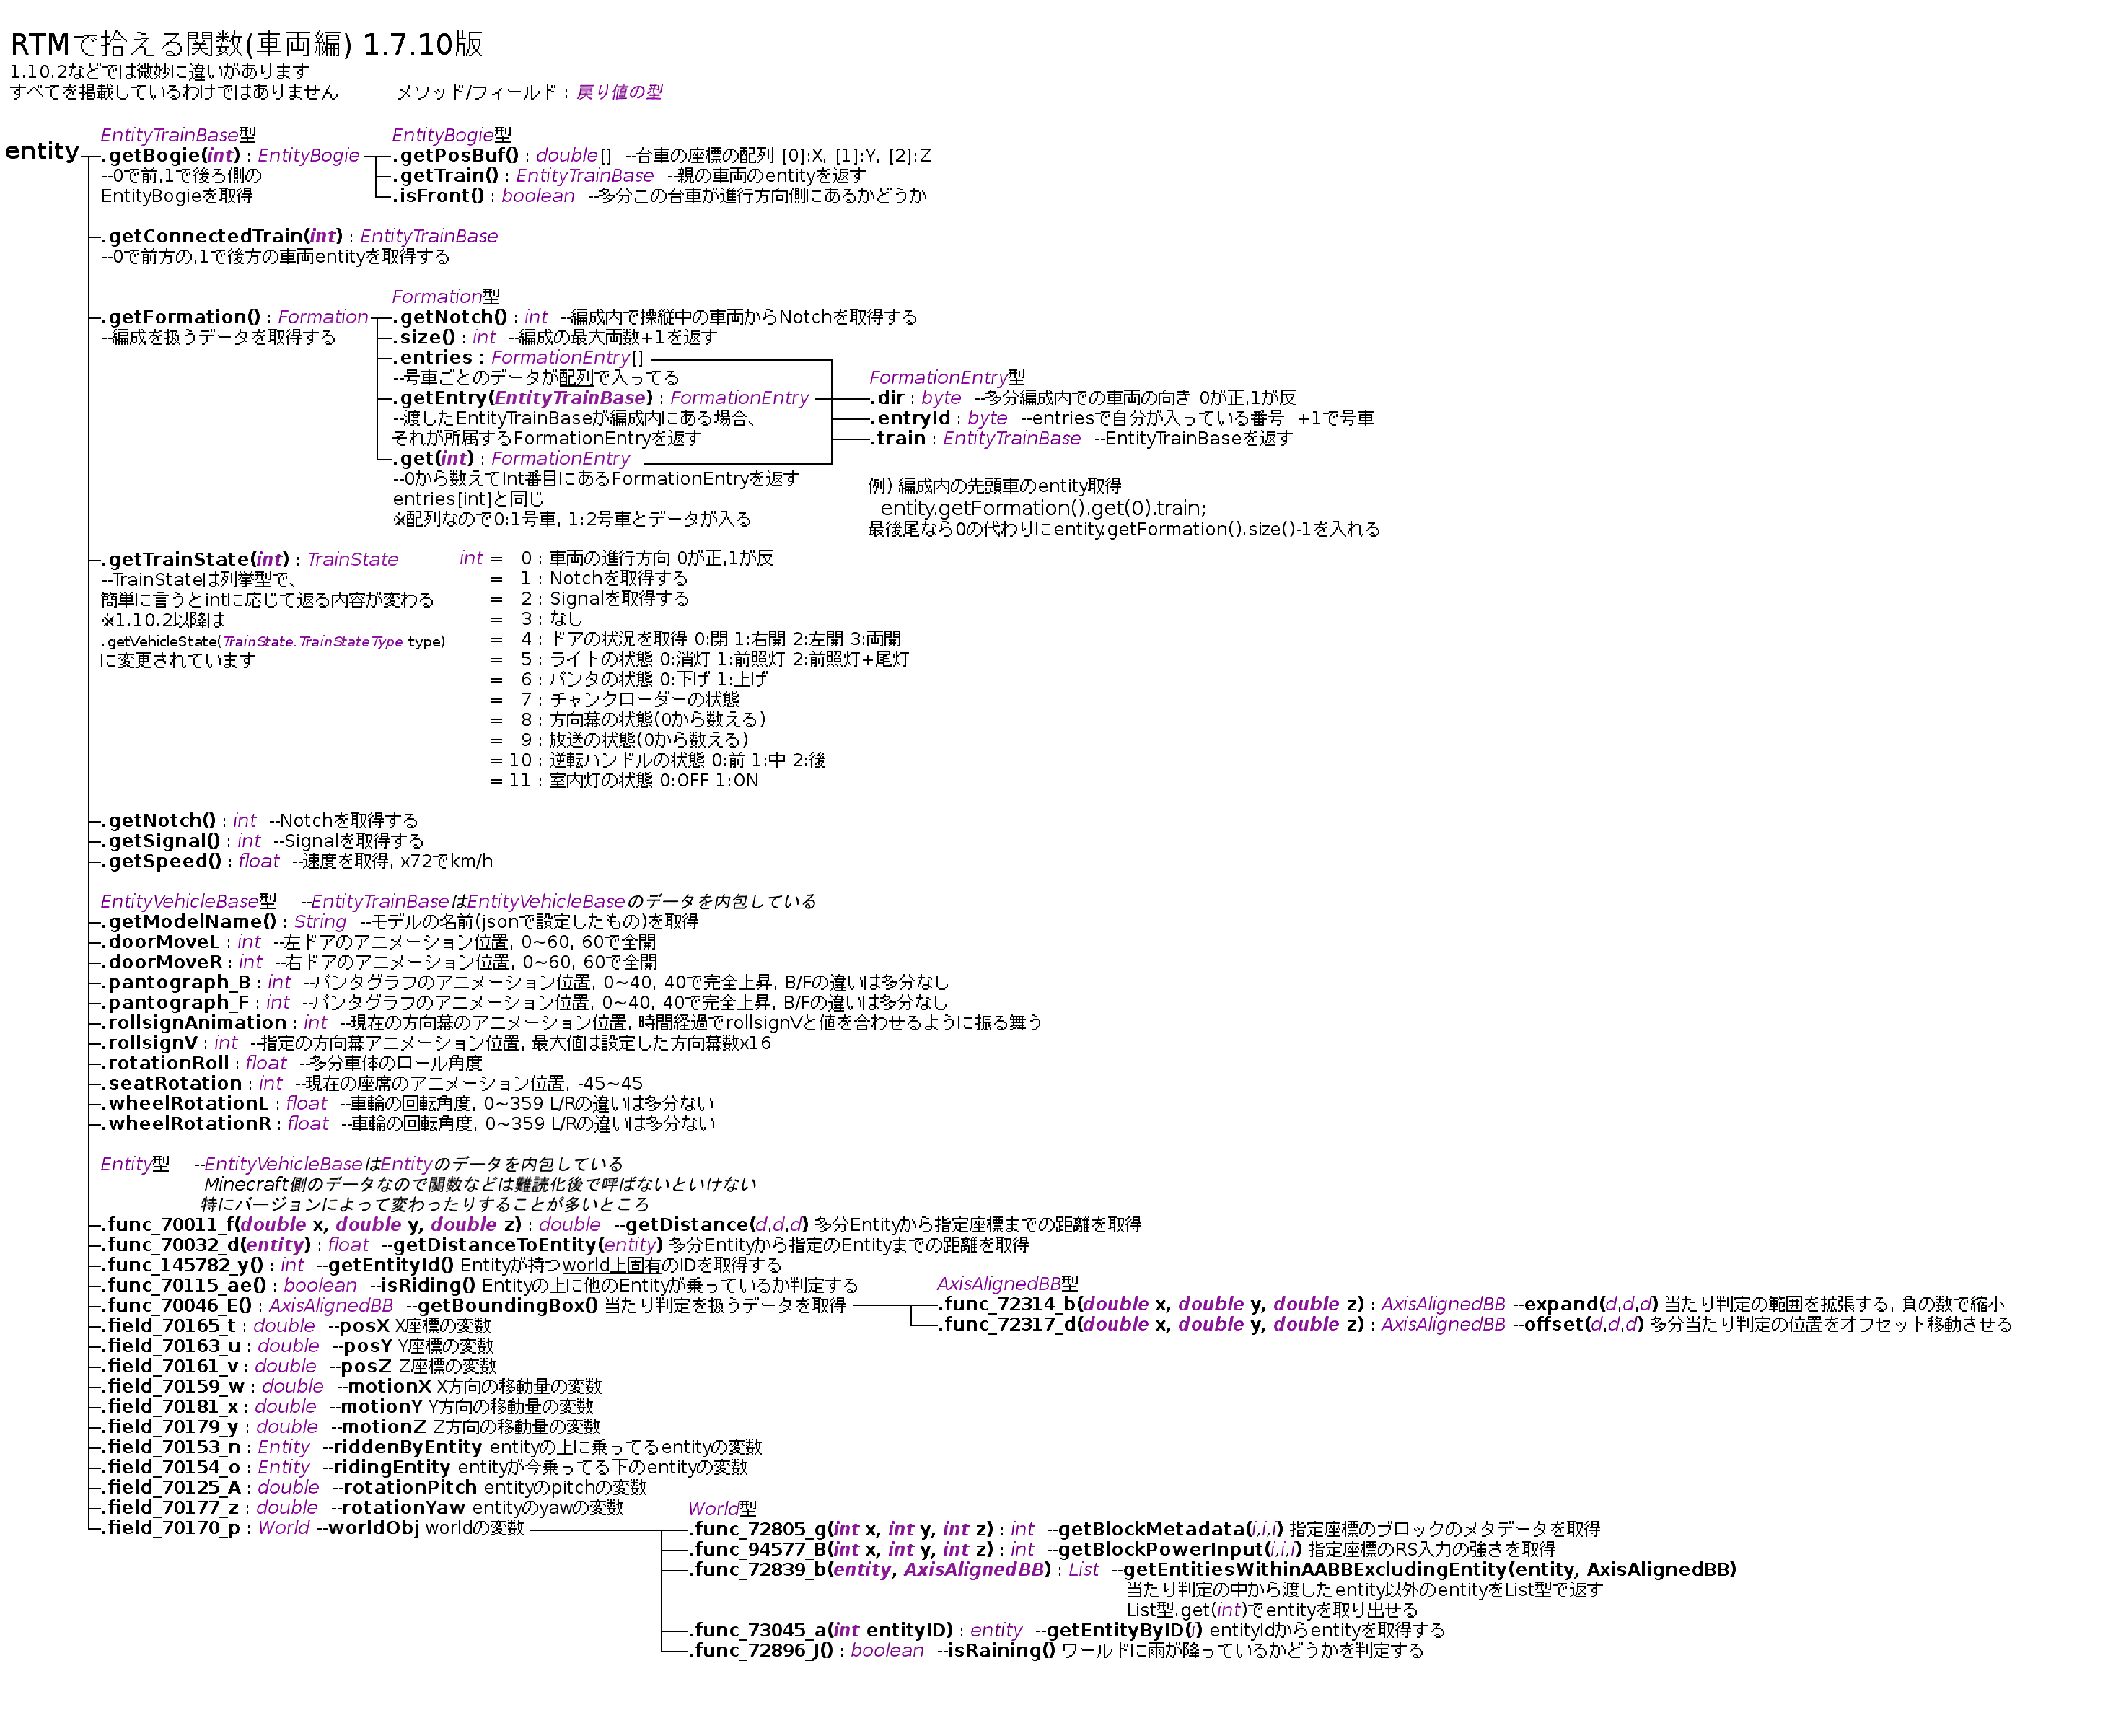 RTMで拾える関数(車両編) 1.7.10版
1.10.2などでは微妙に違いがあります
すべてを掲載しているわけではありません　　　メソッド/フィールド : 戻り値の型
entity
EntityTrainBase型
.getBogie(int) : EntityBogie
--0で前,1で後ろ側の
EntityBogieを取得
EntityBogie型
.getPosBuf() : double[] --台車の座標の配列 [0]:X, [1]:Y, [2]:Z
.getTrain() : EntityTrainBase --親の車両のentityを返す
.isFront() : boolean --多分この台車が進行方向側にあるかどうか
.getConnectedTrain(int) : EntityTrainBase
--0で前方の,1で後方の車両entityを取得する
.getFormation() : Formation
--編成を扱うデータを取得する
Formation型
.getNotch() : int --編成内で操縦中の車両からNotchを取得する
.size() : int --編成の最大両数+1を返す
.entries : FormationEntry[]
--号車ごとのデータが配列で入ってる
.getEntry(EntityTrainBase) : FormationEntry
--渡したEntityTrainBaseが編成内にある場合、
それが所属するFormationEntryを返す
.get(int) : FormationEntry
--0から数えてInt番目にあるFormationEntryを返す
entries[int]と同じ
※配列なので0:1号車, 1:2号車とデータが入る
FormationEntry型
.dir : byte --多分編成内での車両の向き 0が正,1が反
.entryId : byte --entriesで自分が入っている番号 +1で号車
.train : EntityTrainBase --EntityTrainBaseを返す
例) 編成内の先頭車のentity取得
entity.getFormation().get(0).train;
最後尾なら0の代わりにentity.getFormation().size()-1を入れる
.getTrainState(int) : TrainState
--TrainStateは列挙型で、
簡単に言うとintに応じて返る内容が変わる
※1.10.2以降は
.getVehicleState(TrainState.TrainStateType type)
に変更されています
int = 0 : 車両の進行方向 0が正,1が反
= 1 : Notchを取得する
= 2 : Signalを取得する
= 3 : なし
= 4 : ドアの状況を取得 0:閉 1:右開 2:左開 3:両開
= 5 : ライトの状態 0:消灯 1:前照灯 2:前照灯+尾灯
= 6 : パンタの状態 0:下げ 1:上げ
= 7 : チャンクローダーの状態
= 8 : 方向幕の状態(0から数える)
= 9 : 放送の状態(0から数える)
= 10 : 逆転ハンドルの状態 0:前 1:中 2:後
= 11 : 室内灯の状態 0:OFF 1:ON
.getNotch() : int --Notchを取得する
.getSignal() : int --Signalを取得する
.getSpeed() : float --速度を取得, x72でkm/h
EntityVehicleBase型　--EntityTrainBaseはEntityVehicleBaseのデータを内包している
.getModelName() : String --モデルの名前(jsonで設定したもの)を取得
.doorMoveL : int --左ドアのアニメーション位置, 0~60, 60で全開
.doorMoveR : int --右ドアのアニメーション位置, 0~60, 60で全開
.pantograph_B : int --パンタグラフのアニメーション位置, 0~40, 40で完全上昇, B/Fの違いは多分なし
.pantograph_F : int --パンタグラフのアニメーション位置, 0~40, 40で完全上昇, B/Fの違いは多分なし
.rollsignAnimation : int --現在の方向幕のアニメーション位置, 時間経過でrollsignVと値を合わせるように振る舞う
.rollsignV : int --指定の方向幕アニメーション位置, 最大値は設定した方向幕数x16
.rotationRoll : float --多分車体のロール角度
.seatRotation : int --現在の座席のアニメーション位置, -45~45
.wheelRotationL : float --車輪の回転角度, 0~359 L/Rの違いは多分ない
.wheelRotationR : float --車輪の回転角度, 0~359 L/Rの違いは多分ない
Entity型　--EntityVehicleBaseはEntityのデータを内包している
Minecraft側のデータなので関数などは難読化後で呼ばないといけない
特にバージョンによって変わったりすることが多いところ
.func_70011_f(double x, double y, double z) : double --getDistance(d,d,d) 多分Entityから指定座標までの距離を取得
.func_70032_d(entity) : float --getDistanceToEntity(entity) 多分Entityから指定のEntityまでの距離を取得
.func_145782_y() : int --getEntityId() Entityが持つworld上固有のIDを取得する
.func_70115_ae() : boolean --isRiding() Entityの上に他のEntityが乗っているか判定する
.func_70046_E() : AxisAlignedBB --getBoundingBox() 当たり判定を扱うデータを取得
AxisAlignedBB型
.func_72314_b(double x, double y, double z) : AxisAlignedBB --expand(d,d,d) 当たり判定の範囲を拡張する, 負の数で縮小
.func_72317_d(double x, double y, double z) : AxisAlignedBB --offset(d,d,d) 多分当たり判定の位置をオフセット移動させる
.field_70165_t : double --posX X座標の変数
.field_70163_u : double --posY Y座標の変数
.field_70161_v : double --posZ Z座標の変数
.field_70159_w : double --motionX X方向の移動量の変数
.field_70181_x : double --motionY Y方向の移動量の変数
.field_70179_y : double --motionZ Z方向の移動量の変数
.field_70153_n : Entity --riddenByEntity entityの上に乗ってるentityの変数
.field_70154_o : Entity --ridingEntity entityが今乗ってる下のentityの変数
.field_70125_A : double --rotationPitch entityのpitchの変数
.field_70177_z : double --rotationYaw entityのyawの変数
.field_70170_p : World --worldObj worldの変数
World型
.func_72805_g(int x, int y, int z) : int --getBlockMetadata(i,i,i) 指定座標のブロックのメタデータを取得
.func_94577_B(int x, int y, int z) : int --getBlockPowerInput(i,i,i) 指定座標のRS入力の強さを取得
.func_72839_b(entity, AxisAlignedBB) : List --getEntitiesWithinAABBExcludingEntity(entity, AxisAlignedBB)
当たり判定の中から渡したentity以外のentityをList型で返す
List型.get(int)でentityを取り出せる
.func_73045_a(int entityID) : entity --getEntityByID(i) entityIdからentityを取得する
.func_72896_J() : boolean --isRaining() ワールドに雨が降っているかどうかを判定する